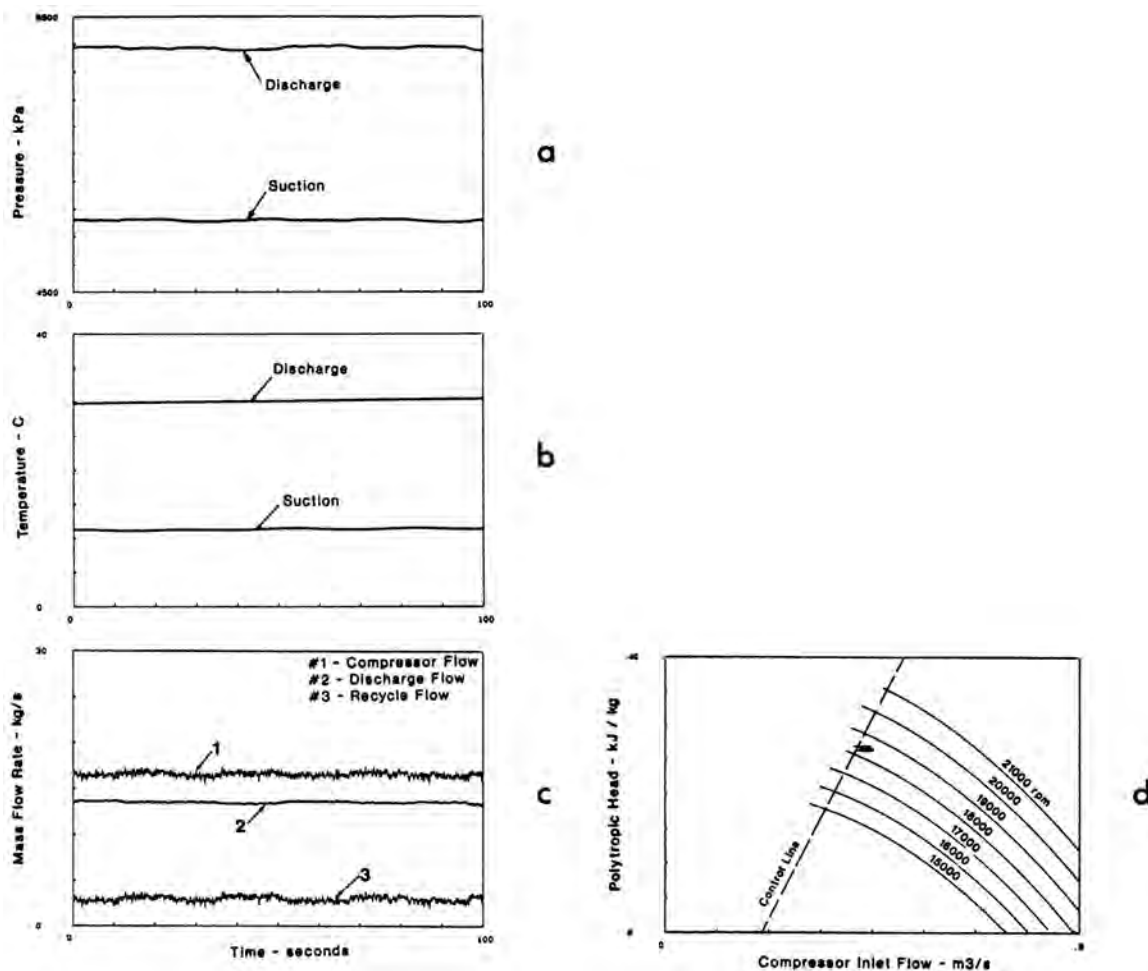 Pressure - kPa
Discharge
Suction
4500
0
100
a
40
Temperature - C
Discharge
Suction
0
0
100
b
Mass Flow Rate - kg/s
#1 - Compressor Flow
#2 - Discharge Flow
#3 - Recycle Flow
1
2
3
0
0
100
Time - seconds
c
Polytropic Head - kJ / kg
Control Line
21000 rpm
20000
19000
18000
17000
16000
15000
0
Compressor Inlet Flow - m3/s
d